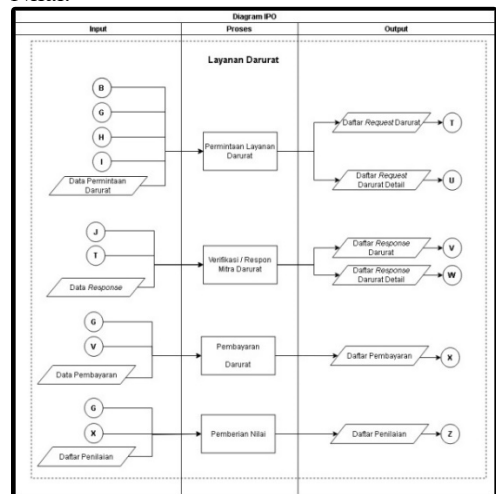 Diagram IPO
Input
Proses
Output
Layanan Darurat
B
G
H
I
Data Permintaan
Darurat
Permintaan Layanan
Darurat
Daftar Request Darurat
T
Daftar Request
Darurat Detail
U
J
T
Data Response
Verifikasi / Respon
Mitra Darurat
Daftar Response
Darurat
V
Daftar Response
Darurat Detail
W
G
V
Data Pembayaran
Pembayaran
Darurat
Daftar Pembayaran
X
G
X
Daftar Penilaian
Pemberian Nilai
Daftar Penilaian
Z